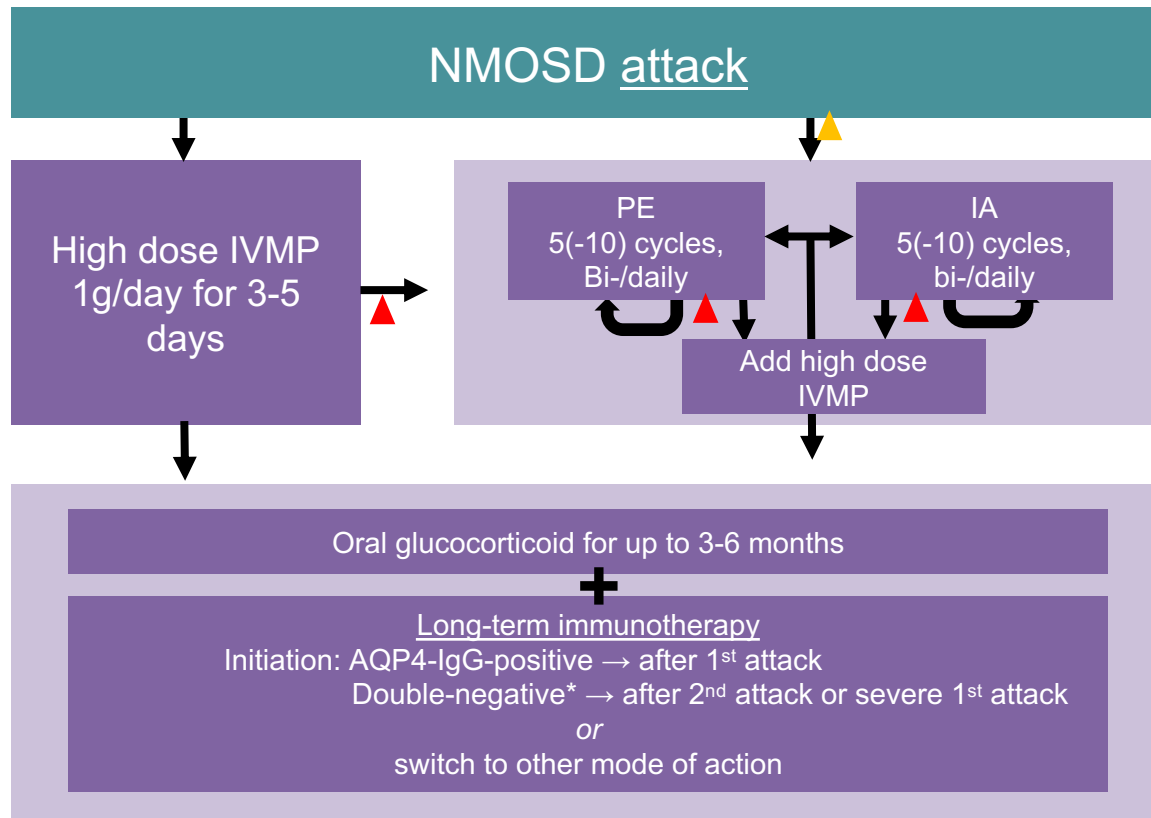 NMOSD attack
High dose IVMP
1g/day for 3-5
days
PE
5(-10) cycles,
Bi-/daily
IA
5(-10) cycles,
bi-/daily
Add high dose
IVMP
Oral glucocorticoid for up to 3-6 months
+
Long-term immunotherapy
Initiation: AQP4-IgG-positive → after 1st attack
Double-negative* → after 2nd attack or severe 1st attack
or
switch to other mode of action